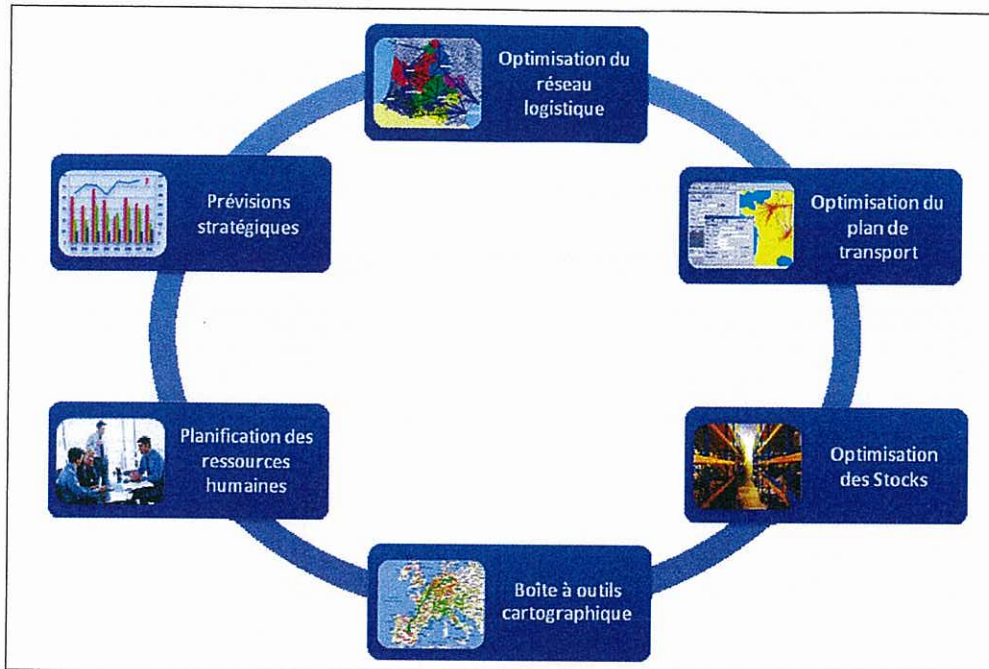 Optimisation du
réseau
logistique
Optimisation du
plan de
transport
Optimisation
des Stocks
Boîte à outils
cartographique
Planification des
ressources
humaines
Prévisions
stratégiques